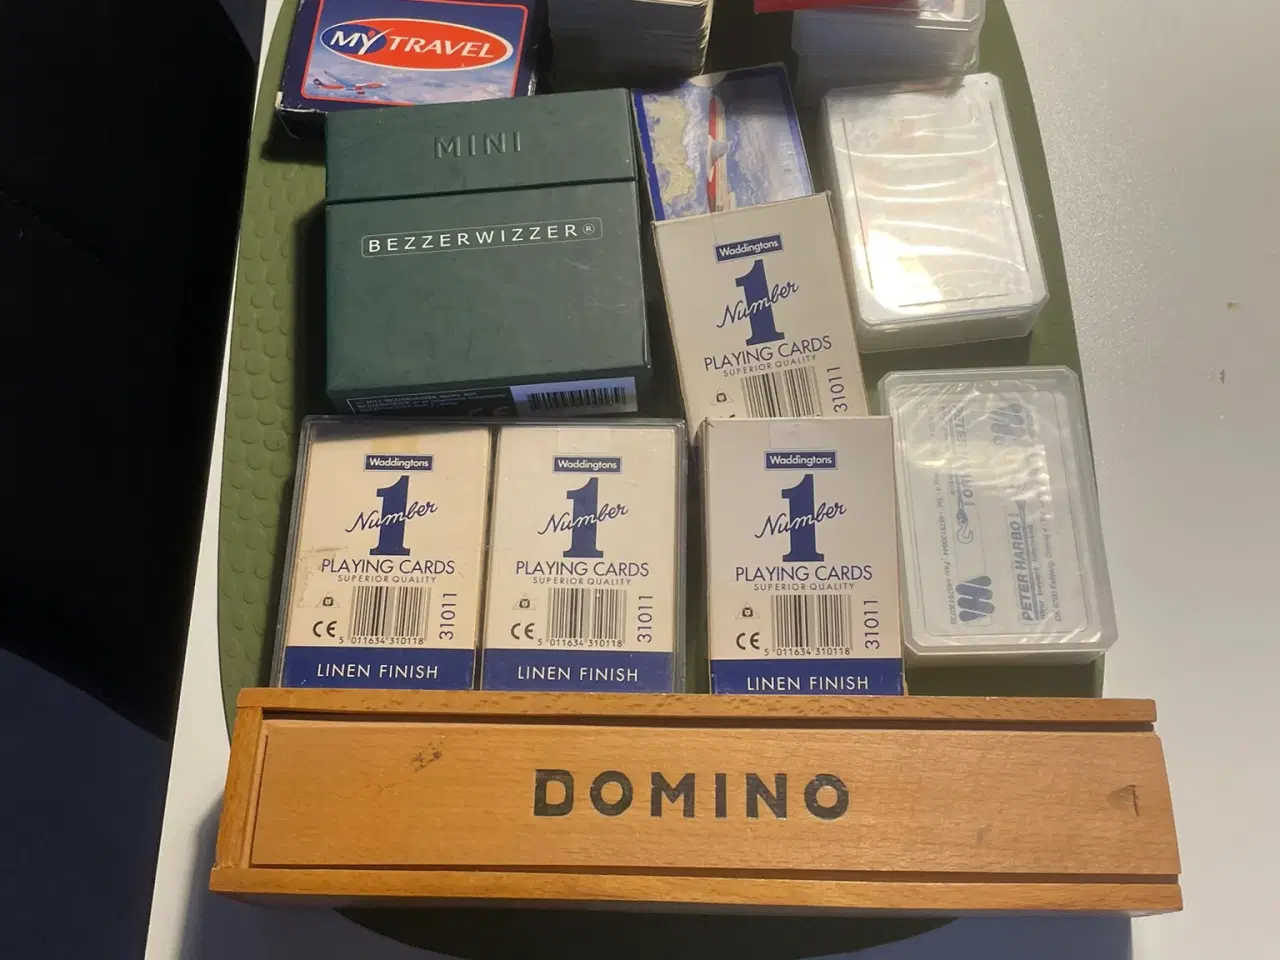 MY TRAVEL
MINI
BEZZERWIZZER®
Waddingtons
1
Number
PLAYING CARDS
SUPERIOR QUALITY
31011
Waddingtons
1
Number
PLAYING CARDS
SUPERIOR QUALITY
CE
5 011634 310118
31011
LINEN FINISH
Waddingtons
1
Number
PLAYING CARDS
SUPERIOR QUALITY
CE
5 011634 310118
31011
LINEN FINISH
Waddingtons
1
Number
PLAYING CARDS
SUPERIOR QUALITY
CE
5 011634 310118
31011
LINEN FINISH
PETER HARBO
DOMINO